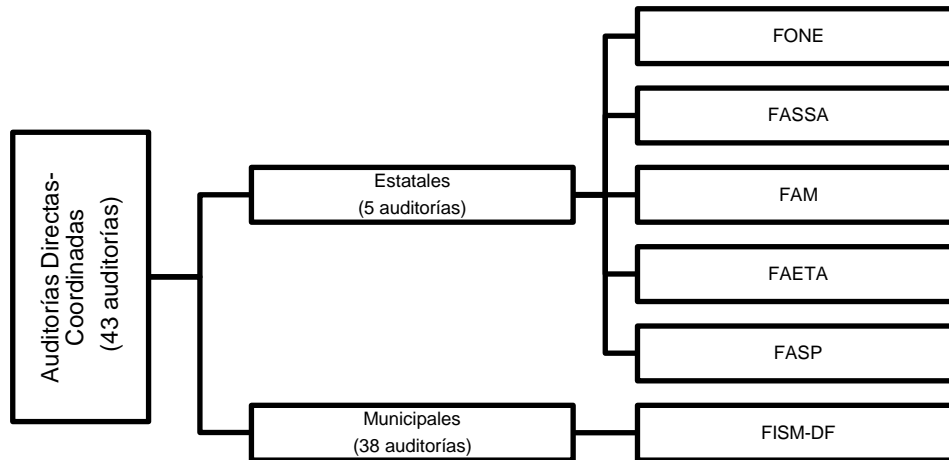 Auditorías Directas-
Coordinadas
(43 auditorías)
Estatales
(5 auditorías)
FONE
FASSA
FAM
FAETA
FASP
Municipales
(38 auditorías)
FISM-DF